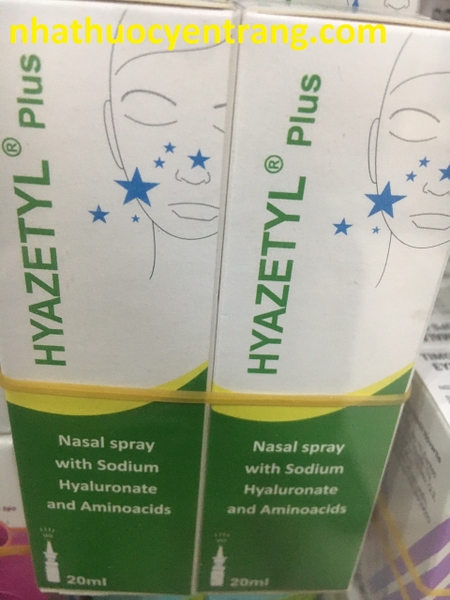 nhathuocyentrang.com
HYAZETYL® Plus
Nasal spray
with Sodium
Hyaluronate
and Aminoacids
20ml
HYAZETYL® Plus
Nasal spray
with Sodium
Hyaluronate
and Aminoacids
20ml